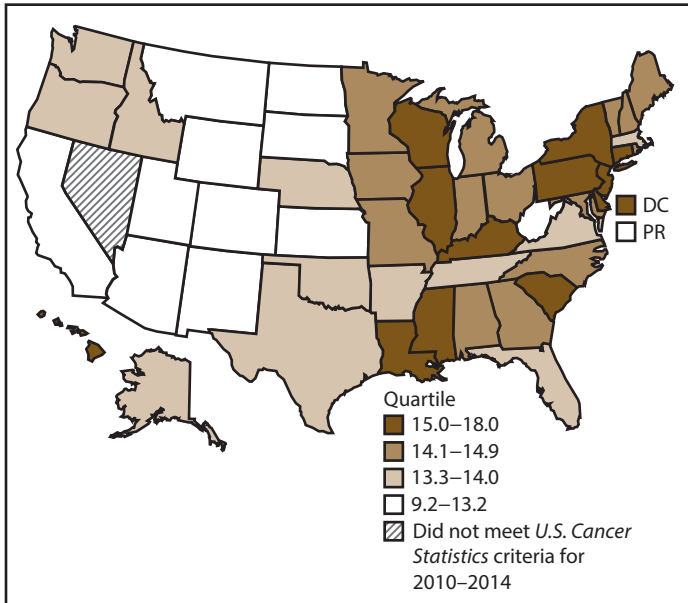 DC
PR
Quartile
15.0–18.0
14.1–14.9
13.3–14.0
9.2–13.2
Did not meet U.S. Cancer
Statistics criteria for
2010–2014